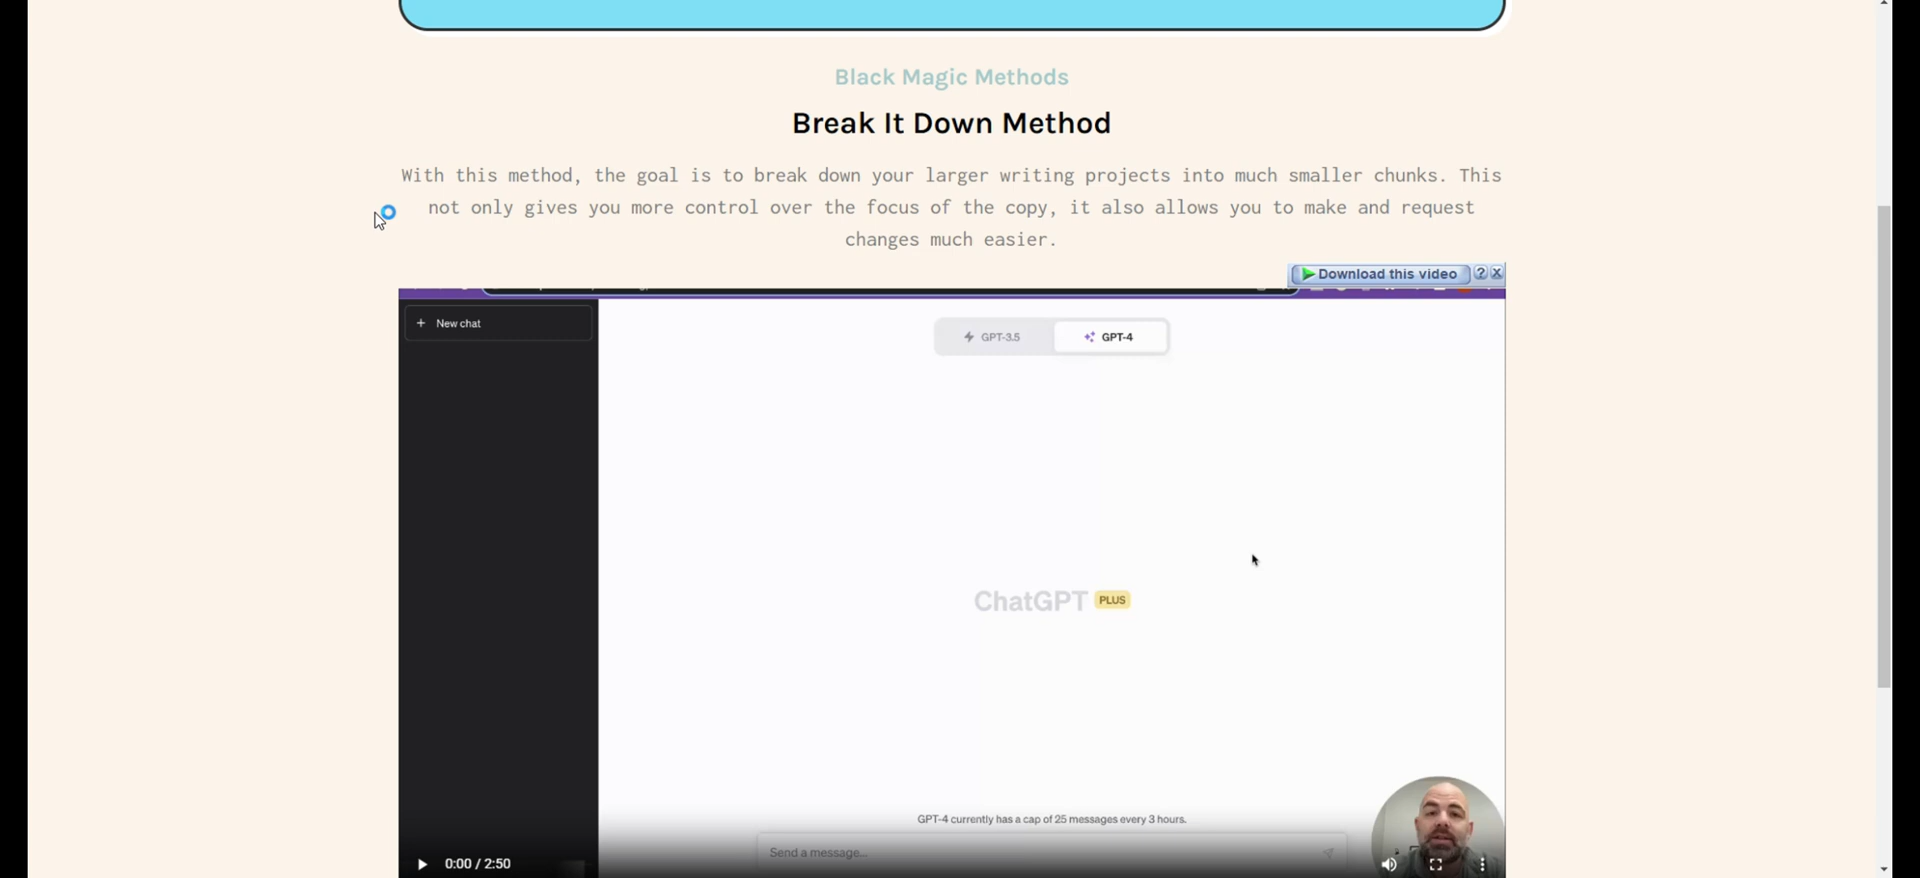 Black Magic Methods
Break It Down Method
With this method, the goal is to break down your larger writing projects into much smaller chunks. This
not only gives you more control over the focus of the copy, it also allows you to make and request
changes much easier.
Download this video ? X
+ New chat
GPT-3.5 GPT-4
ChatGPT PLUS
GPT-4 currently has a cap of 25 messages every 3 hours.
Send a message...
0:00 / 2:50